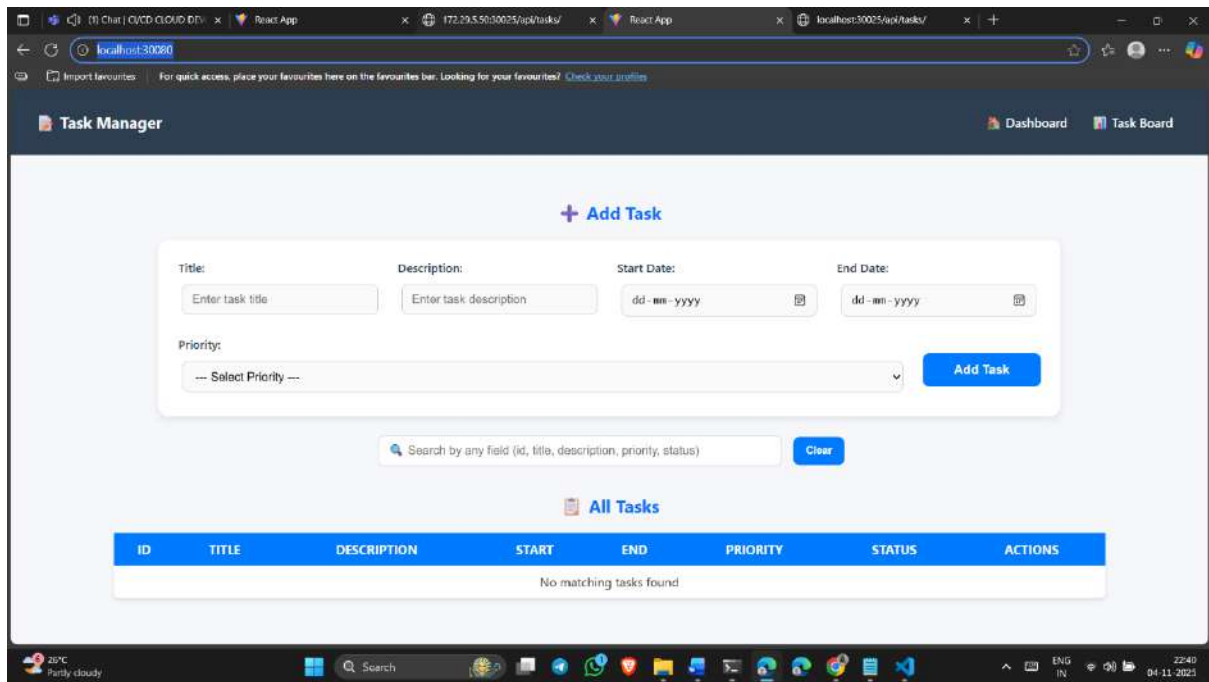 (1) Chat | CI/CD CLOUD DEV
React App
172.29.5.50:30025/api/tasks/
React App
localhost:30025/api/tasks/
localhost:30080
Import favourites
For quick access, place your favourites here on the favourites bar. Looking for your favourites? Check your profiles
Task Manager
Dashboard
Task Board
Add Task
Title:
Description:
Start Date:
End Date:
Enter task title
Enter task description
dd-mm-yyyy
dd-mm-yyyy
Priority:
--- Select Priority ---
Add Task
Search by any field (id, title, description, priority, status)
Clear
All Tasks
ID TITLE DESCRIPTION START END PRIORITY STATUS ACTIONS
No matching tasks found
26°C
Partly cloudy
Search
ENG
IN
22:40
04-11-2025